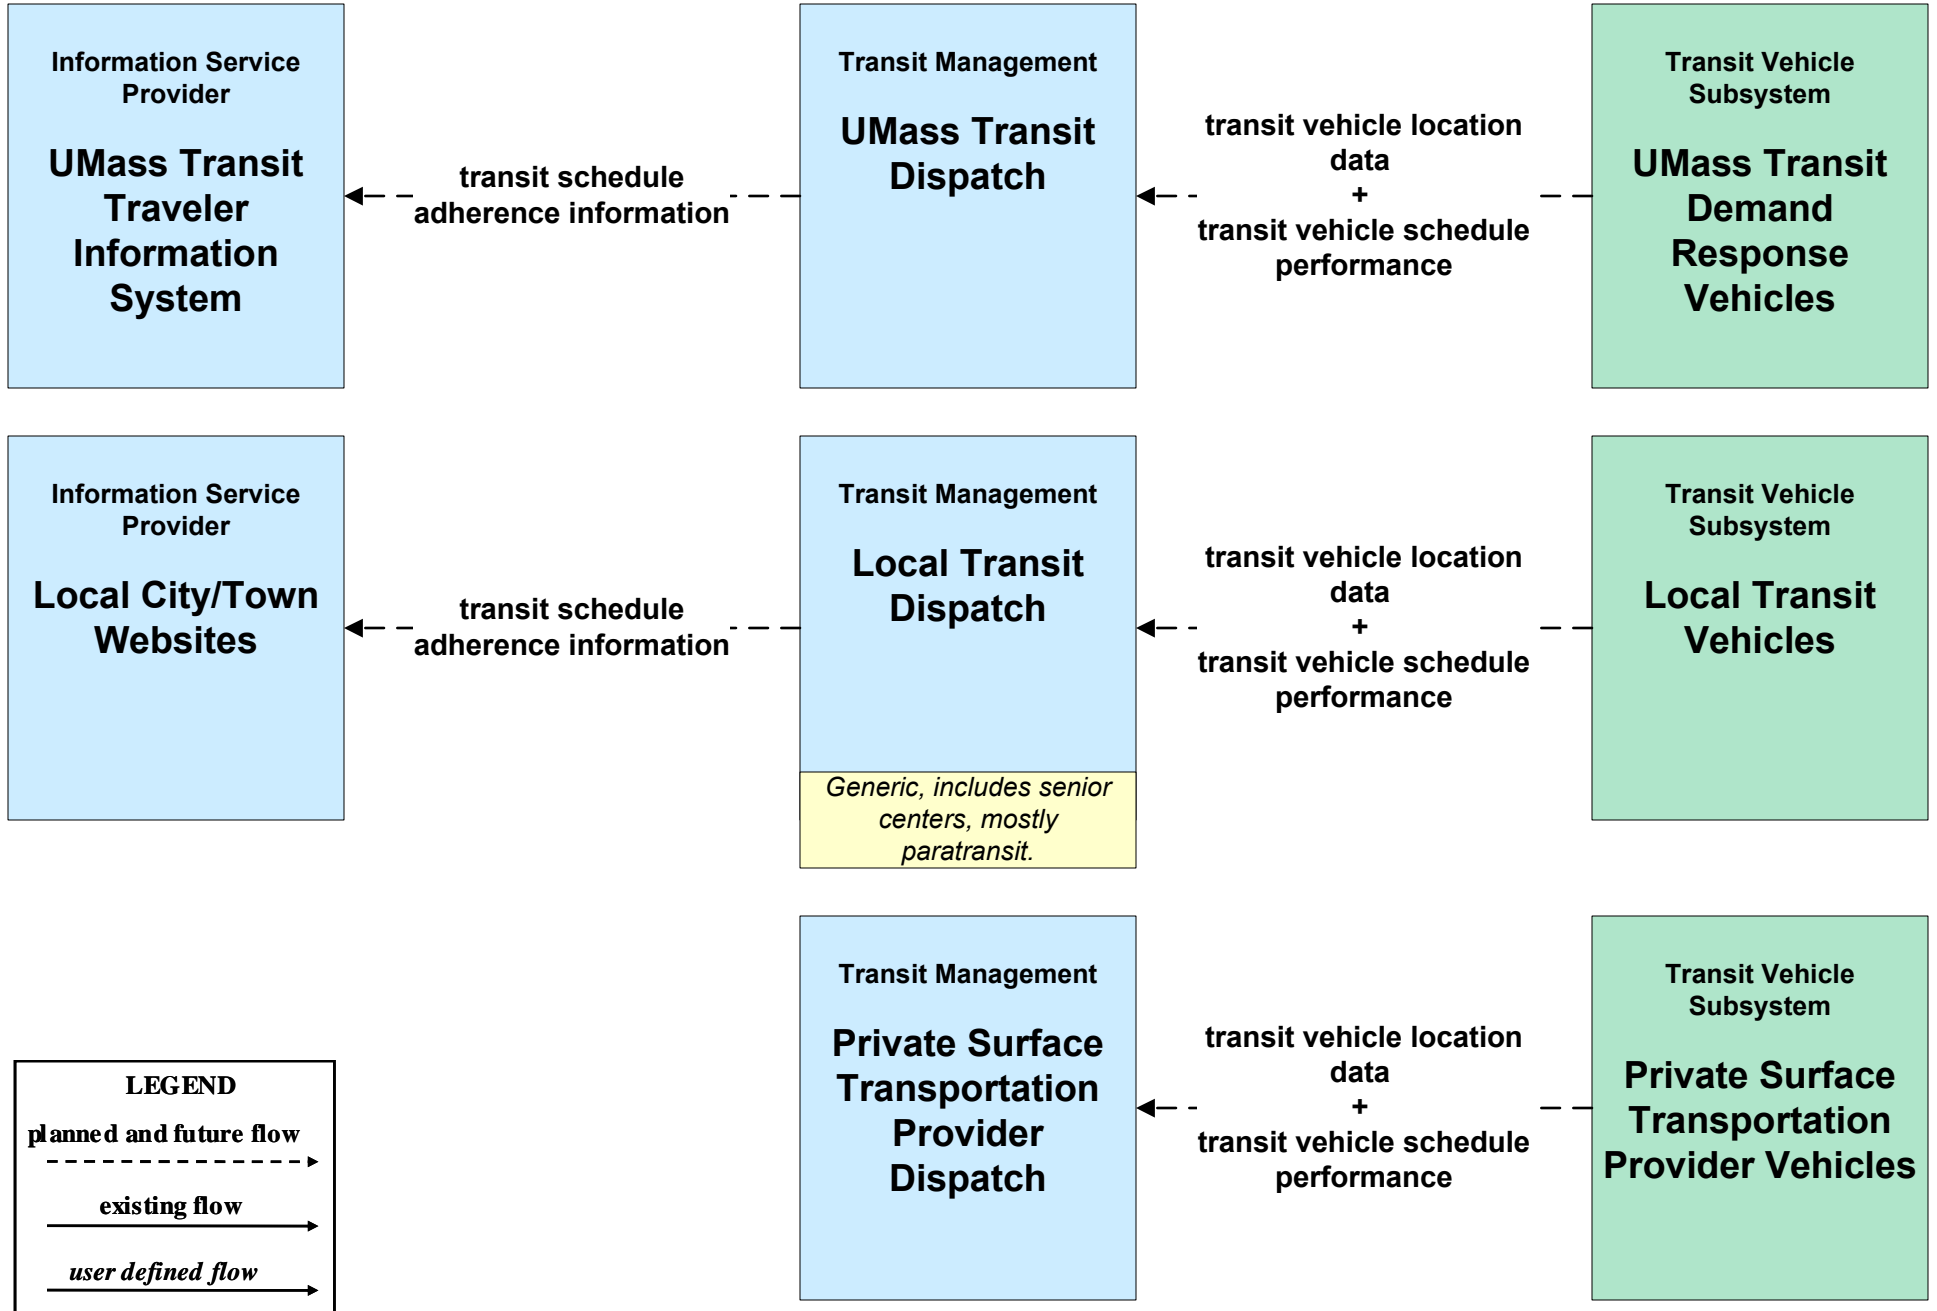 Information Service
Provider
UMass Transit
Traveler
Information
System
transit schedule
adherence information
Transit Management
UMass Transit
Dispatch
transit vehicle location
data
+
transit vehicle schedule
performance
Transit Vehicle
Subsystem
UMass Transit
Demand
Response
Vehicles
Information Service
Provider
Local City/Town
Websites
transit schedule
adherence information
Transit Management
Local Transit
Dispatch
Generic, includes senior
centers, mostly
paratransit.
transit vehicle location
data
+
transit vehicle schedule
performance
Transit Vehicle
Subsystem
Local Transit
Vehicles
Transit Management
Private Surface
Transportation
Provider
Dispatch
transit vehicle location
data
+
transit vehicle schedule
performance
Transit Vehicle
Subsystem
Private Surface
Transportation
Provider Vehicles
LEGEND
planned and future flow
existing flow
user defined flow